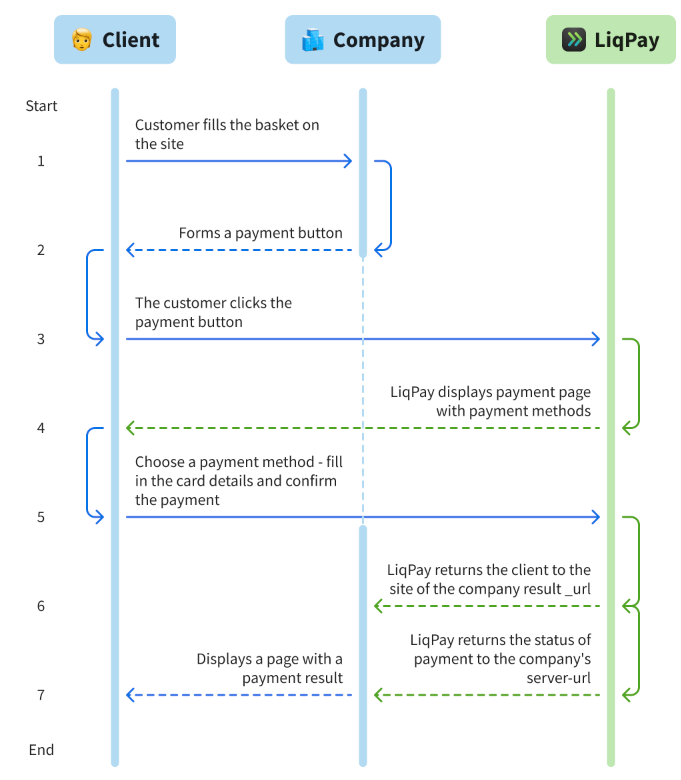 Client
Company
LiqPay
Start
Customer fills the basket on
the site
1
Forms a payment button
2
The customer clicks the
payment button
3
LiqPay displays payment page
with payment methods
4
Choose a payment method - fill
in the card details and confirm
the payment
5
LiqPay returns the client to the
site of the company result _url
6
LiqPay returns the status of
payment to the company's
server-url
Displays a page with a
payment result
7
End